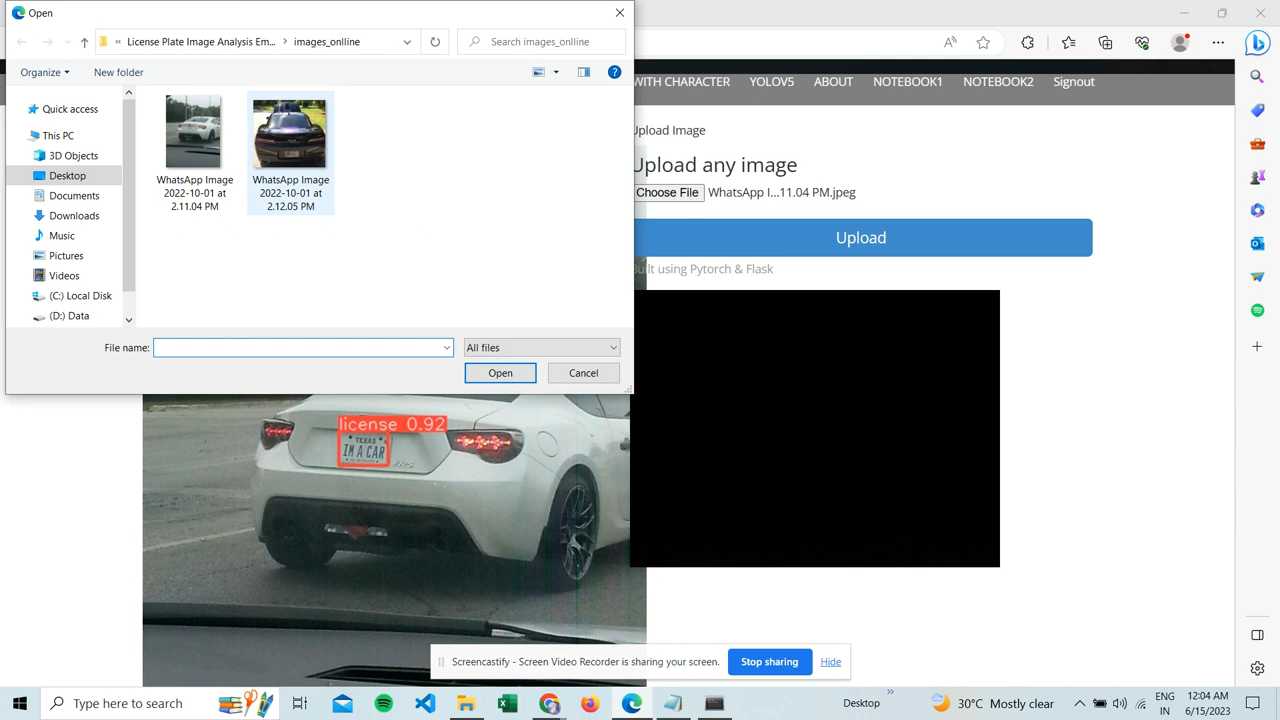 Open
License Plate Image Analysis Em...
images_onlline
Search images_onlline
Organize
New folder
Quick access
This PC
3D Objects
Desktop
Documents
Downloads
Music
Pictures
Videos
(C:) Local Disk
(D:) Data
WhatsApp Image
2022-10-01 at
2.11.04 PM
WhatsApp Image
2022-10-01 at
2.12.05 PM
File name:
All files
Open
Cancel
WITH CHARACTER
YOLOV5
ABOUT
NOTEBOOK1
NOTEBOOK2
Signout
Upload Image
Upload any image
Choose File
WhatsApp I...11.04 PM.jpeg
Upload
Built using Pytorch & Flask
license 0.92
TEXAS
IM A CAR
Screencastify - Screen Video Recorder is sharing your screen.
Stop sharing
Hide
Type here to search
Desktop
30°C Mostly clear
ENG
IN
12:04 AM
6/15/2023